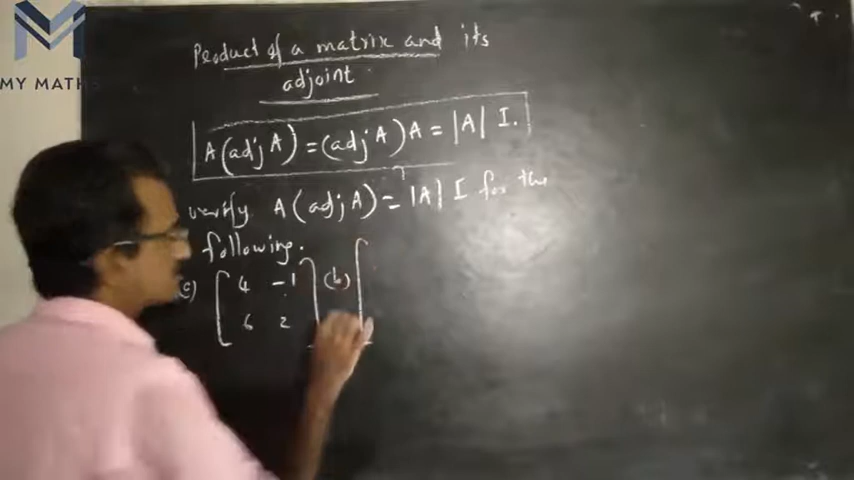 MY MATHS
Product of a matrix and its
adjoint
A(adj A) = (adj A) A = |A| I.
verify A(adj A) = |A| I for the
following.
[ 4 -1 ] (b) [
6 2